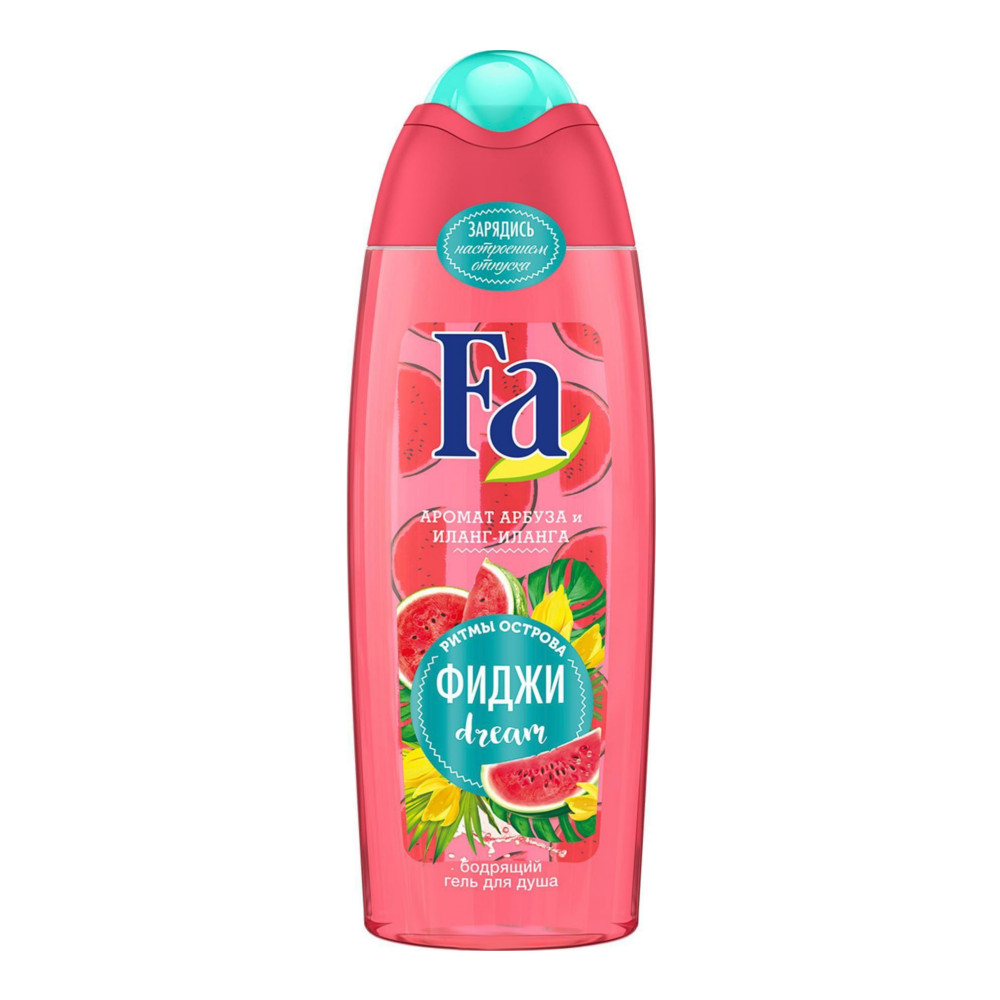 ЗАРЯДИСЬ
настроением
отпуска
Fa
АРОМАТ АРБУЗА и
ИЛАНГ-ИЛАНГА
РИТМЫ ОСТРОВА
ФИДЖИ
dream
бодрящий
гель для душа